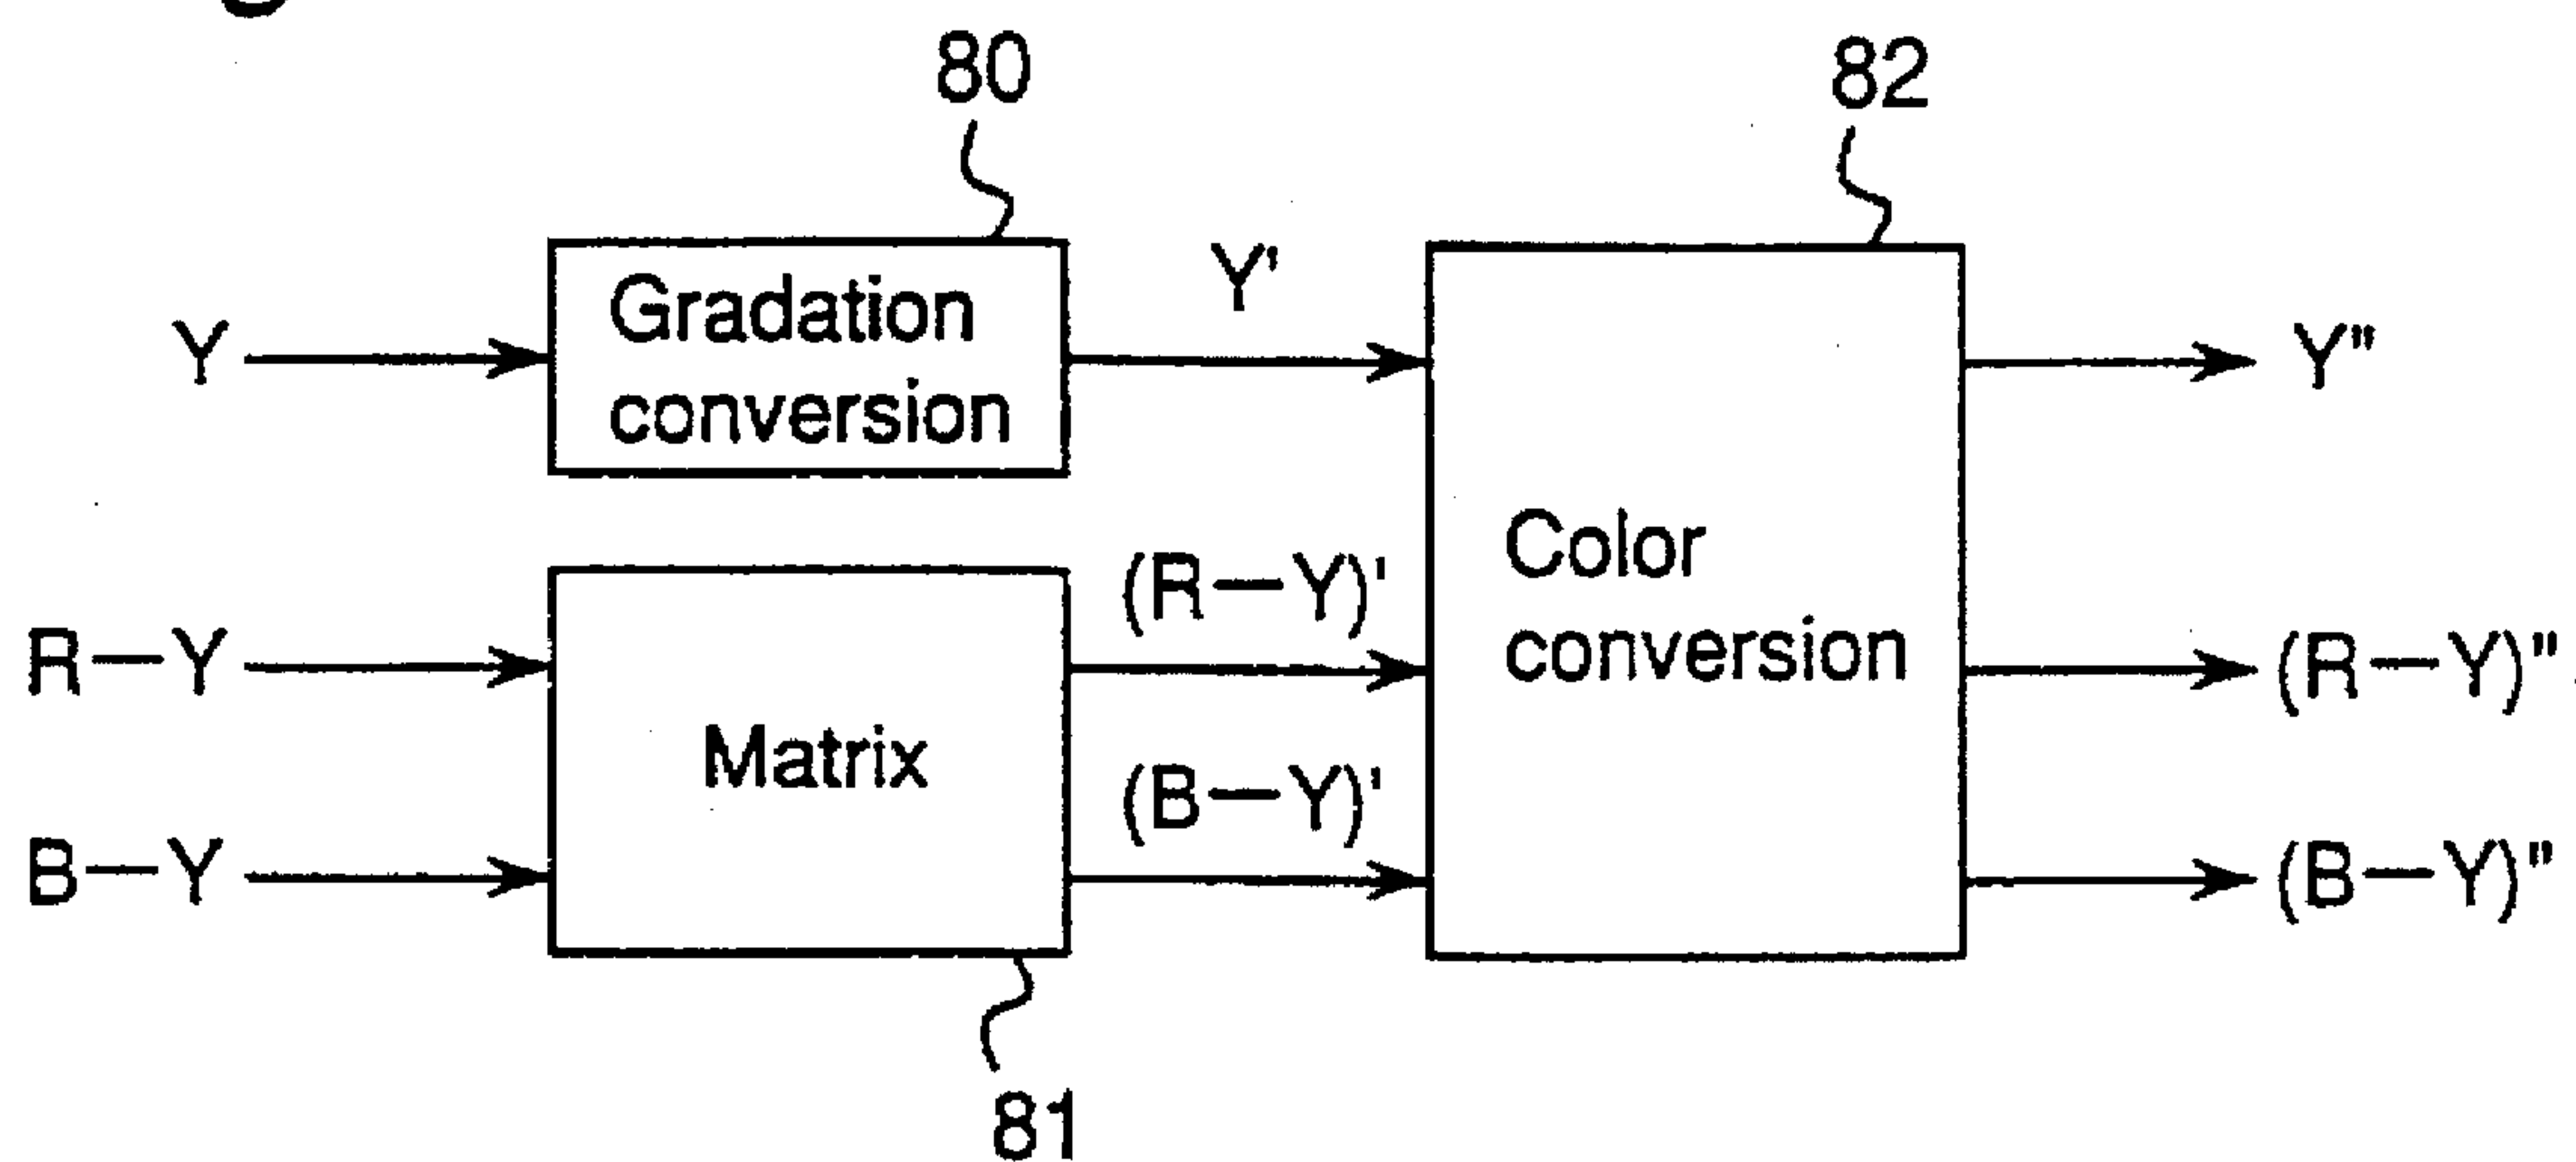 80
82
Y
Gradation
conversion
Y'
Y"
R—Y
B—Y
Matrix
(R—Y)'
(B—Y)'
Color
conversion
(R—Y)"
(B—Y)"
81